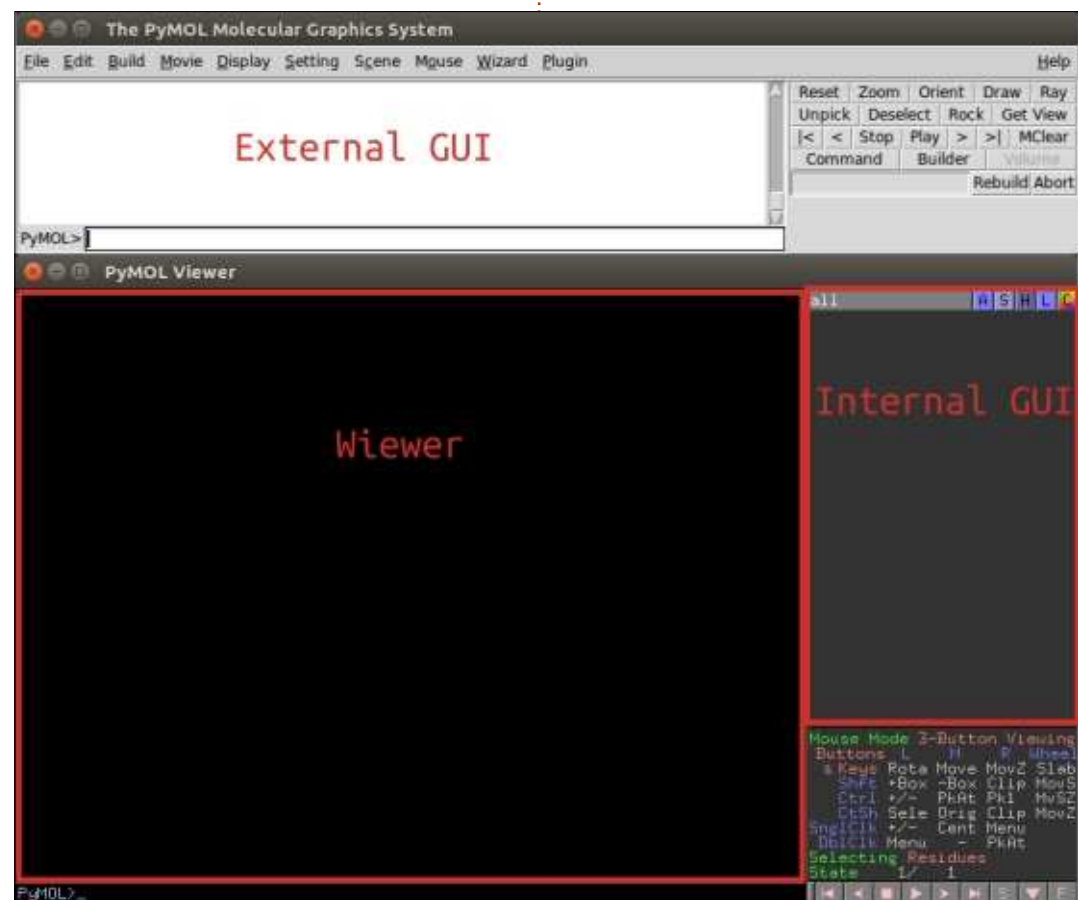 The PyMOL Molecular Graphics System
File Edit Build Movie Display Setting Scene Mouse Wizard Plugin Help
External GUI
Reset Zoom Orient Draw Ray
Unpick Deselect Rock Get View
|< < Stop Play > >| MClear
Command Builder Volume
Rebuild Abort
PyMOL>
PyMOL Viewer
all A S H L C
Internal GUI
Wiewer
Mouse Mode 3-Button Viewing
Buttons L M R Wheel
& Keys Rota Move MovZ Slab
Shft +Box -Box Clip MovS
Ctrl +/- PkAt Pk1 MvSZ
CtSh Sele Orig Clip MovZ
SnglClk +/- Cent Menu
DblClk Menu - PkAt
Selecting Residues
State 1/ 1
PyMOL>_
S F